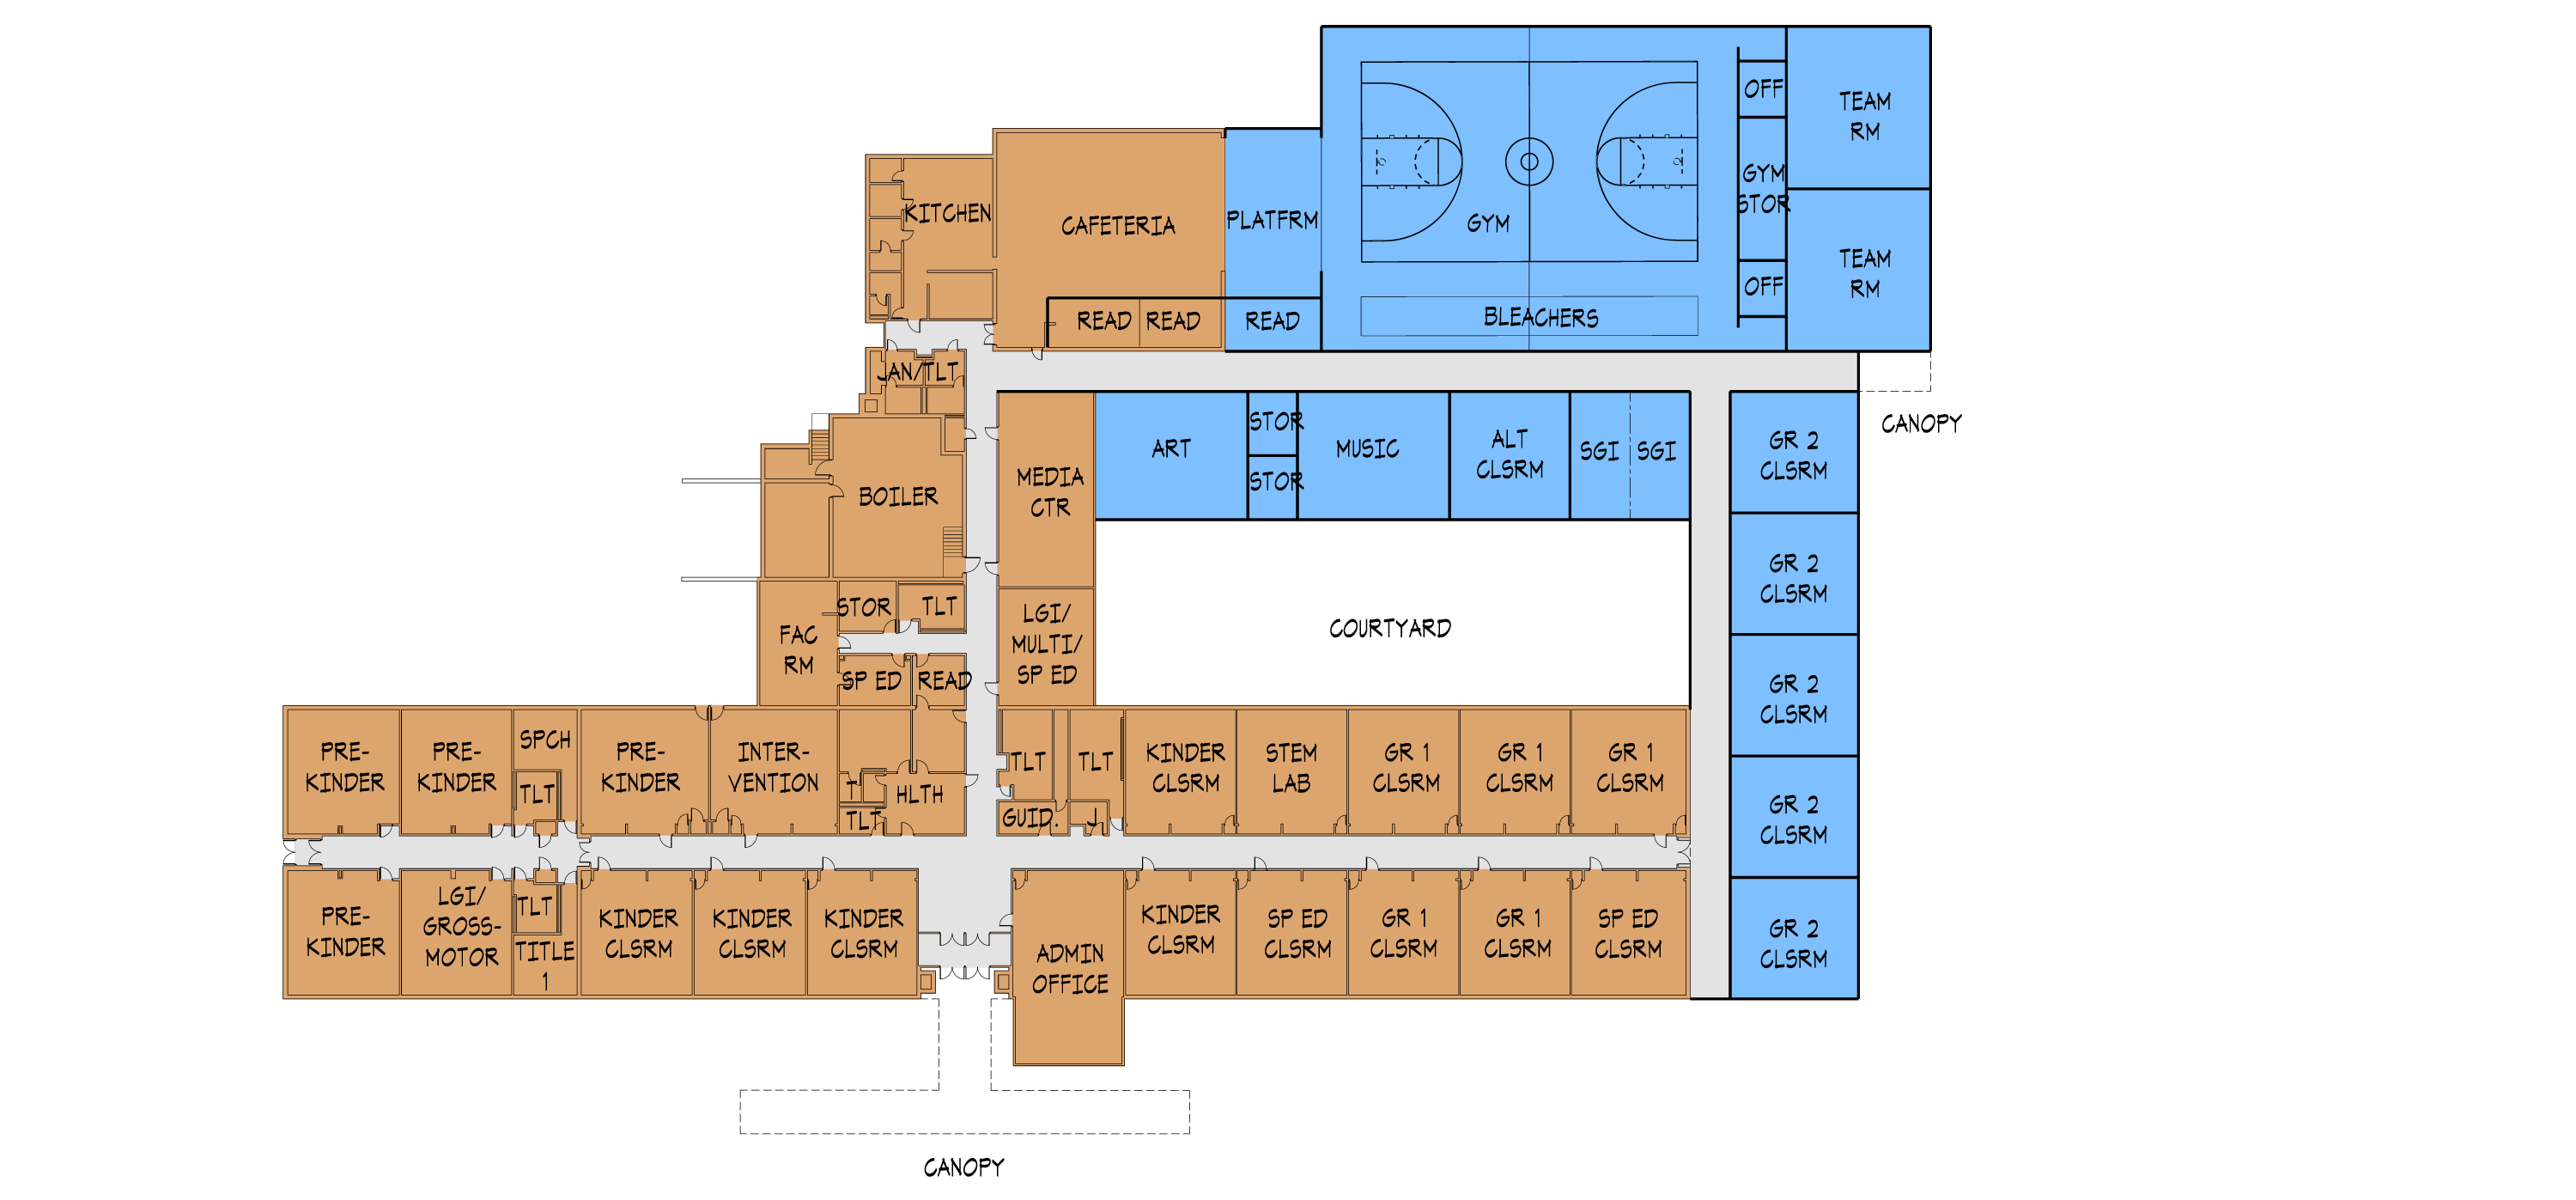 OFF
TEAM
RM
GYM
STOR
KITCHEN
CAFETERIA
PLATFRM
GYM
OFF
TEAM
RM
READ
READ
READ
BLEACHERS
JAN/TLT
CANOPY
ART
STOR
STOR
MUSIC
ALT
CLSRM
SGI
SGI
GR 2
CLSRM
BOILER
MEDIA
CTR
GR 2
CLSRM
STOR
TLT
FAC
RM
LGI/
MULTI/
SP ED
COURTYARD
SP ED
READ
GR 2
CLSRM
PRE-
KINDER
PRE-
KINDER
SPCH
TLT
PRE-
KINDER
INTER-
VENTION
T
TLT
HLTH
TLT
GUID.
TLT
J
KINDER
CLSRM
STEM
LAB
GR 1
CLSRM
GR 1
CLSRM
GR 1
CLSRM
GR 2
CLSRM
PRE-
KINDER
LGI/
GROSS-
MOTOR
TLT
TITLE
1
KINDER
CLSRM
KINDER
CLSRM
KINDER
CLSRM
ADMIN
OFFICE
KINDER
CLSRM
SP ED
CLSRM
GR 1
CLSRM
GR 1
CLSRM
SP ED
CLSRM
GR 2
CLSRM
CANOPY